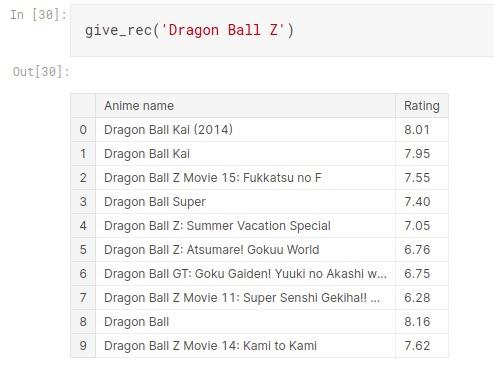 In [30]:
give_rec('Dragon Ball Z')
Out[30]:
Anime name Rating
0 Dragon Ball Kai (2014) 8.01
1 Dragon Ball Kai 7.95
2 Dragon Ball Z Movie 15: Fukkatsu no F 7.55
3 Dragon Ball Super 7.40
4 Dragon Ball Z: Summer Vacation Special 7.05
5 Dragon Ball Z: Atsumare! Gokuu World 6.76
6 Dragon Ball GT: Goku Gaiden! Yuuki no Akashi w... 6.75
7 Dragon Ball Z Movie 11: Super Senshi Gekiha!! ... 6.28
8 Dragon Ball 8.16
9 Dragon Ball Z Movie 14: Kami to Kami 7.62